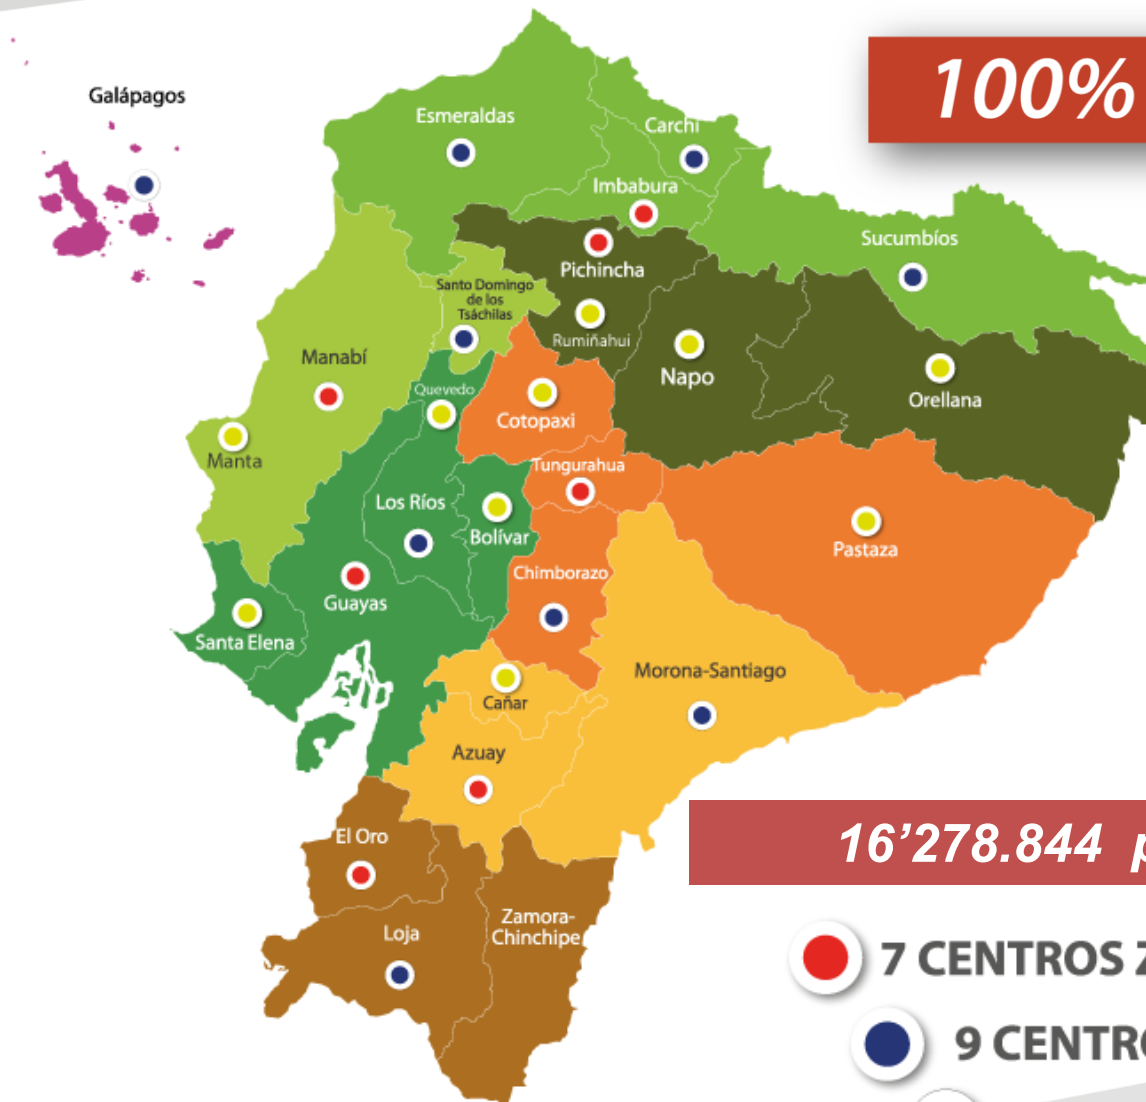 100%
Galápagos
Esmeraldas
Carchi
Imbabura
Sucumbíos
Pichincha
Santo Domingo
de los
Tsáchilas
Rumiñahui
Manabí
Napo
Quevedo
Orellana
Cotopaxi
Manta
Tungurahua
Los Ríos
Bolívar
Pastaza
Chimborazo
Guayas
Santa Elena
Morona-Santiago
Cañar
Azuay
El Oro
16’278.844 p
Zamora-
Chinchipe
Loja
7 CENTROS Z
9 CENTRO